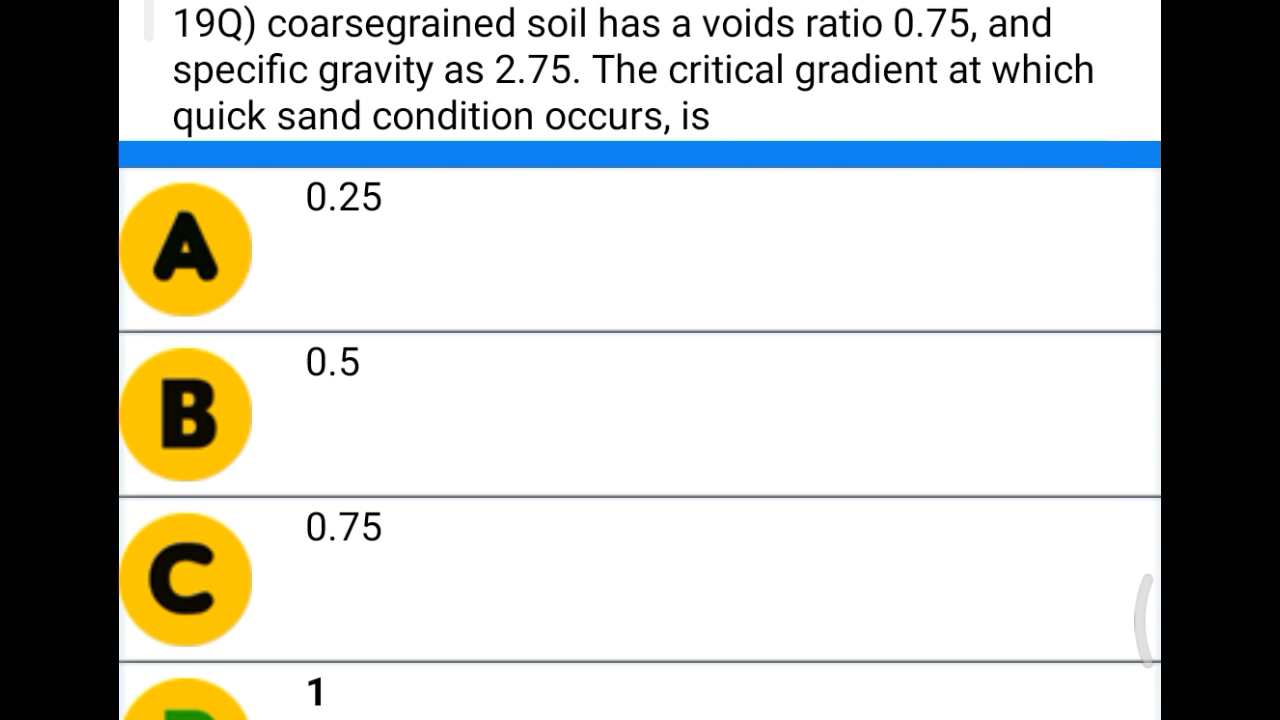 19Q) coarsegrained soil has a voids ratio 0.75, and
specific gravity as 2.75. The critical gradient at which
quick sand condition occurs, is
A
0.25
B
0.5
C
0.75
1